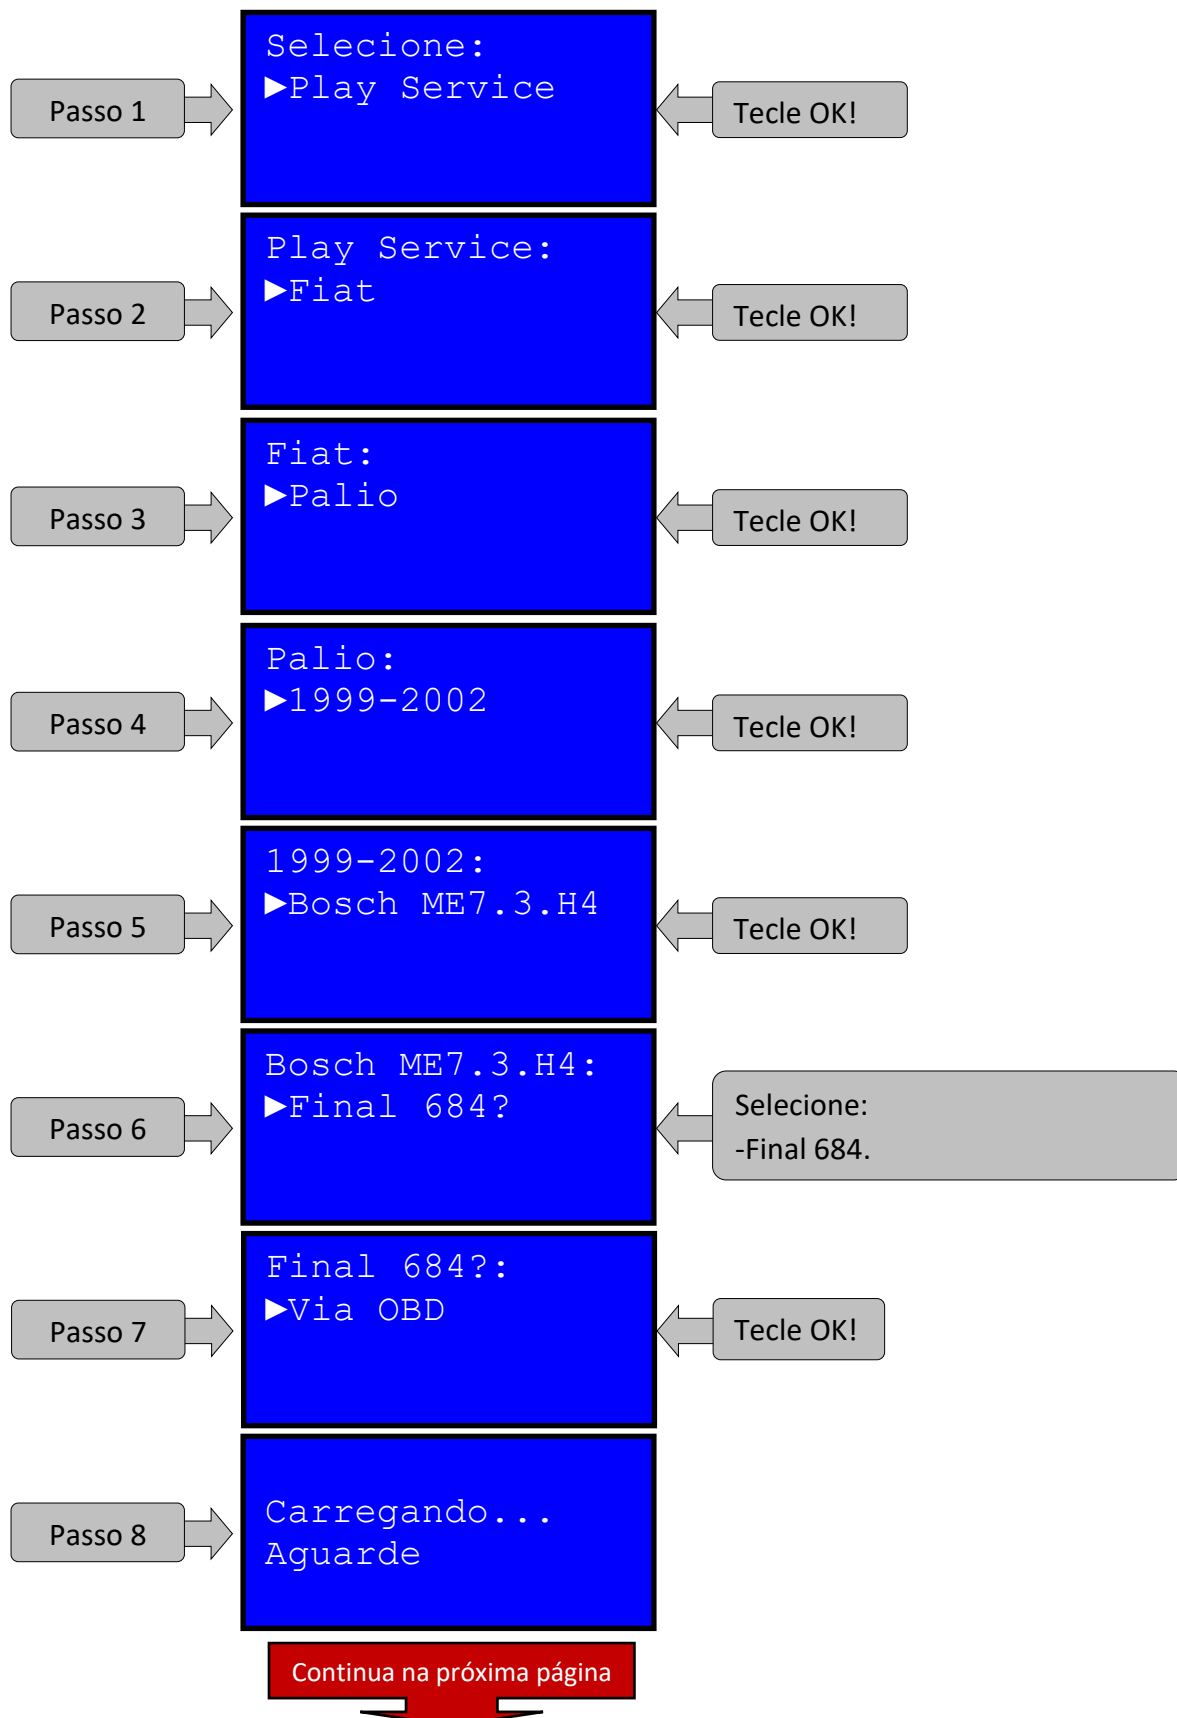 Passo 1
Selecione:
►Play Service
Tecle OK!
Passo 2
Play Service:
►Fiat
Tecle OK!
Passo 3
Fiat:
►Palio
Tecle OK!
Passo 4
Palio:
►1999-2002
Tecle OK!
Passo 5
1999-2002:
►Bosch ME7.3.H4
Tecle OK!
Passo 6
Bosch ME7.3.H4:
►Final 684?
Selecione:
-Final 684.
Passo 7
Final 684?:
►Via OBD
Tecle OK!
Passo 8
Carregando...
Aguarde
Continua na próxima página